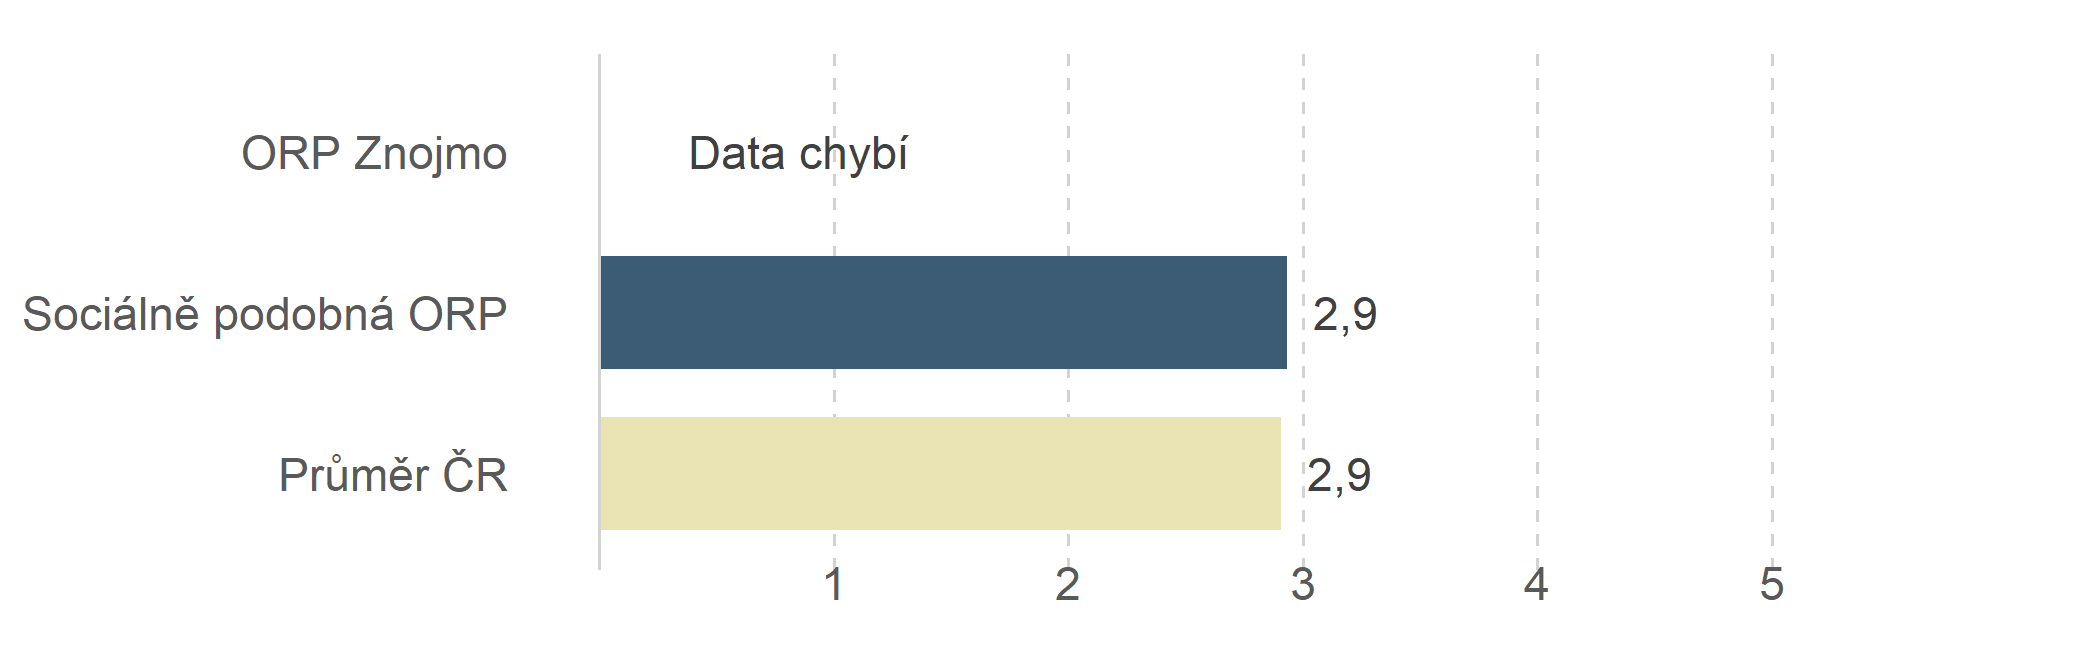 ORP Znojmo
Data chybí
Sociálně podobná ORP
2,9
Průměr ČR
2,9
1 2 3 4 5